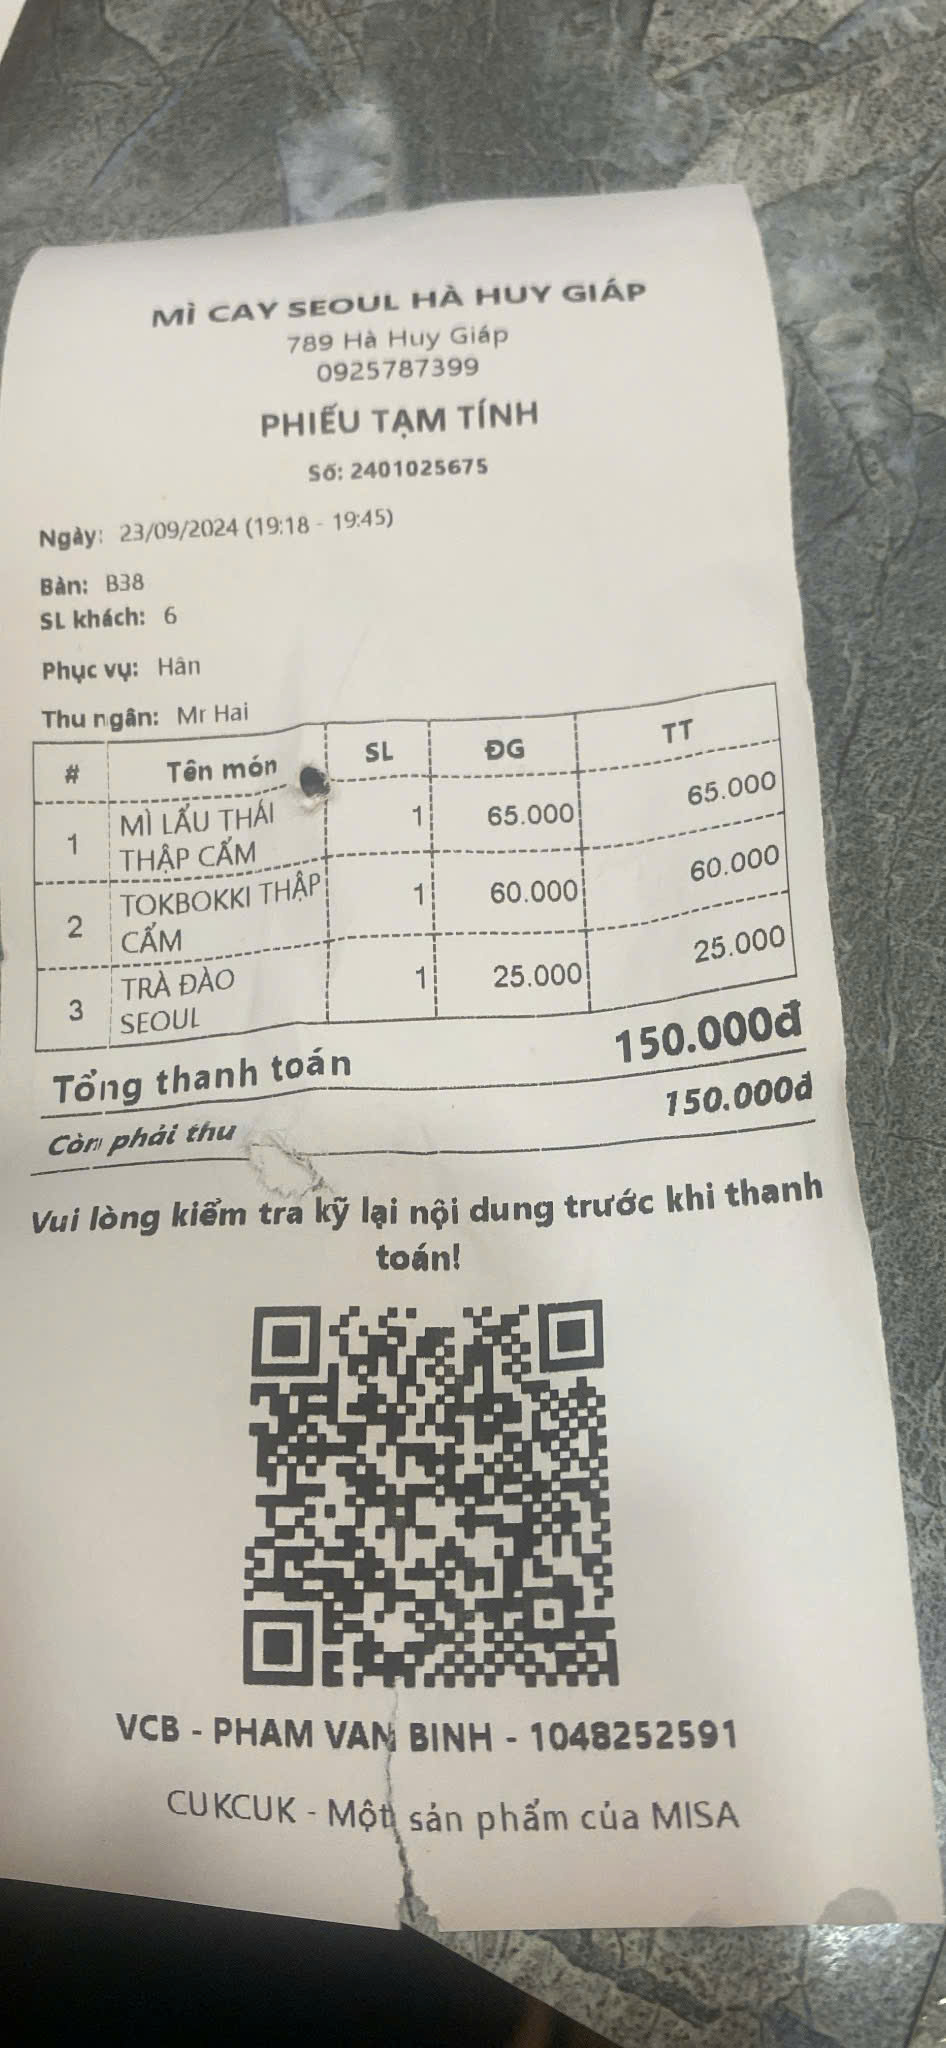 MÌ CAY SEOUL HÀ HUY GIÁP
789 Hà Huy Giáp
0925787399
PHIẾU TẠM TÍNH
Số: 2401025675
Ngày: 23/09/2024 (19:18 - 19:45)
Bàn: B38
SL khách: 6
Phục vụ: Hân
Thu ngân: Mr Hai
# Tên món SL ĐG TT
1 MÌ LẨU THÁI THẬP CẨM 1 65.000 65.000
2 TOKBOKKI THẬP CẨM 1 60.000 60.000
3 TRÀ ĐÀO SEOUL 1 25.000 25.000
Tổng thanh toán 150.000đ
Còn phải thu 150.000đ
Vui lòng kiểm tra kỹ lại nội dung trước khi thanh
toán!
VCB - PHAM VAN BINH - 1048252591
CUKCUK - Một sản phẩm của MISA